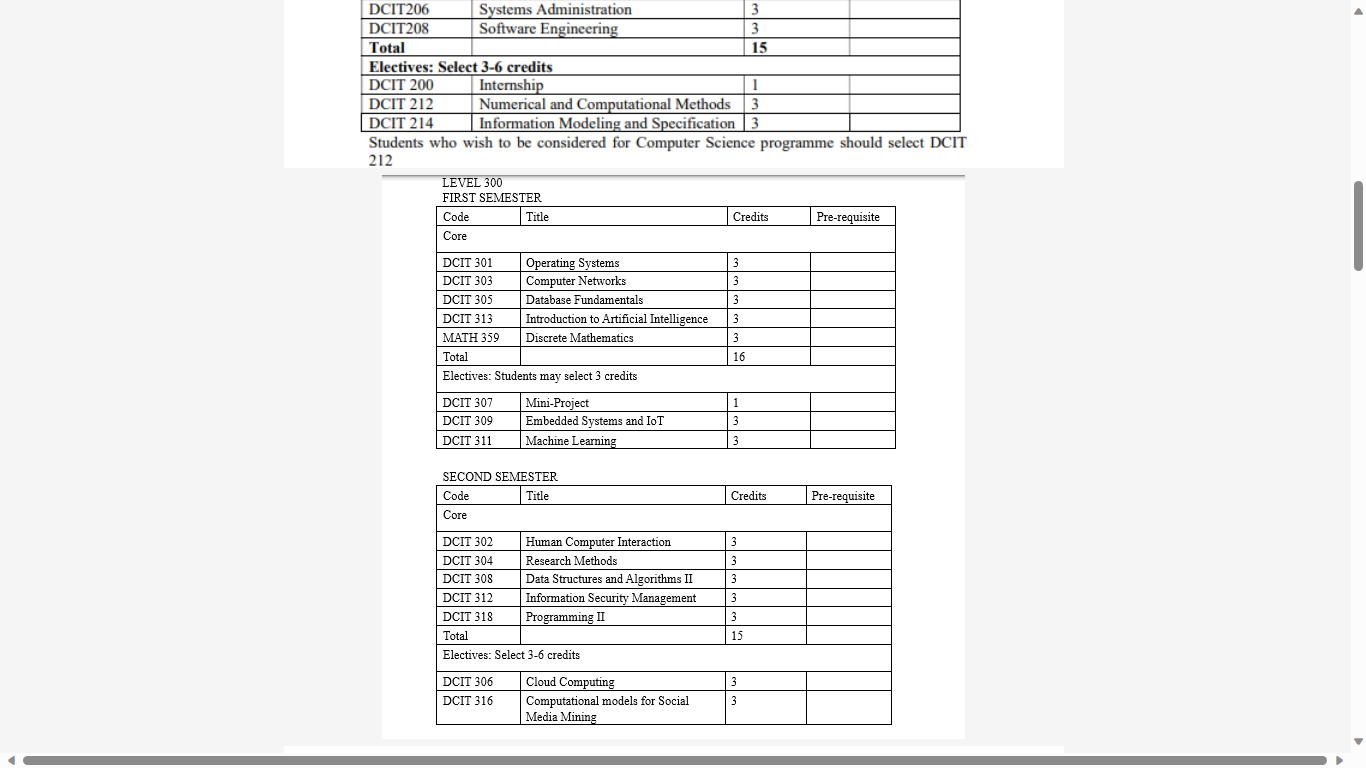 DCIT206 Systems Administration 3
DCIT208 Software Engineering 3
Total 15
Electives: Select 3-6 credits
DCIT 200 Internship 1
DCIT 212 Numerical and Computational Methods 3
DCIT 214 Information Modeling and Specification 3
Students who wish to be considered for Computer Science programme should select DCIT
212
LEVEL 300
FIRST SEMESTER
Code Title Credits Pre-requisite
Core
DCIT 301 Operating Systems 3
DCIT 303 Computer Networks 3
DCIT 305 Database Fundamentals 3
DCIT 313 Introduction to Artificial Intelligence 3
MATH 359 Discrete Mathematics 3
Total 16
Electives: Students may select 3 credits
DCIT 307 Mini-Project 1
DCIT 309 Embedded Systems and IoT 3
DCIT 311 Machine Learning 3
SECOND SEMESTER
Code Title Credits Pre-requisite
Core
DCIT 302 Human Computer Interaction 3
DCIT 304 Research Methods 3
DCIT 308 Data Structures and Algorithms II 3
DCIT 312 Information Security Management 3
DCIT 318 Programming II 3
Total 15
Electives: Select 3-6 credits
DCIT 306 Cloud Computing 3
DCIT 316 Computational models for Social 3
Media Mining